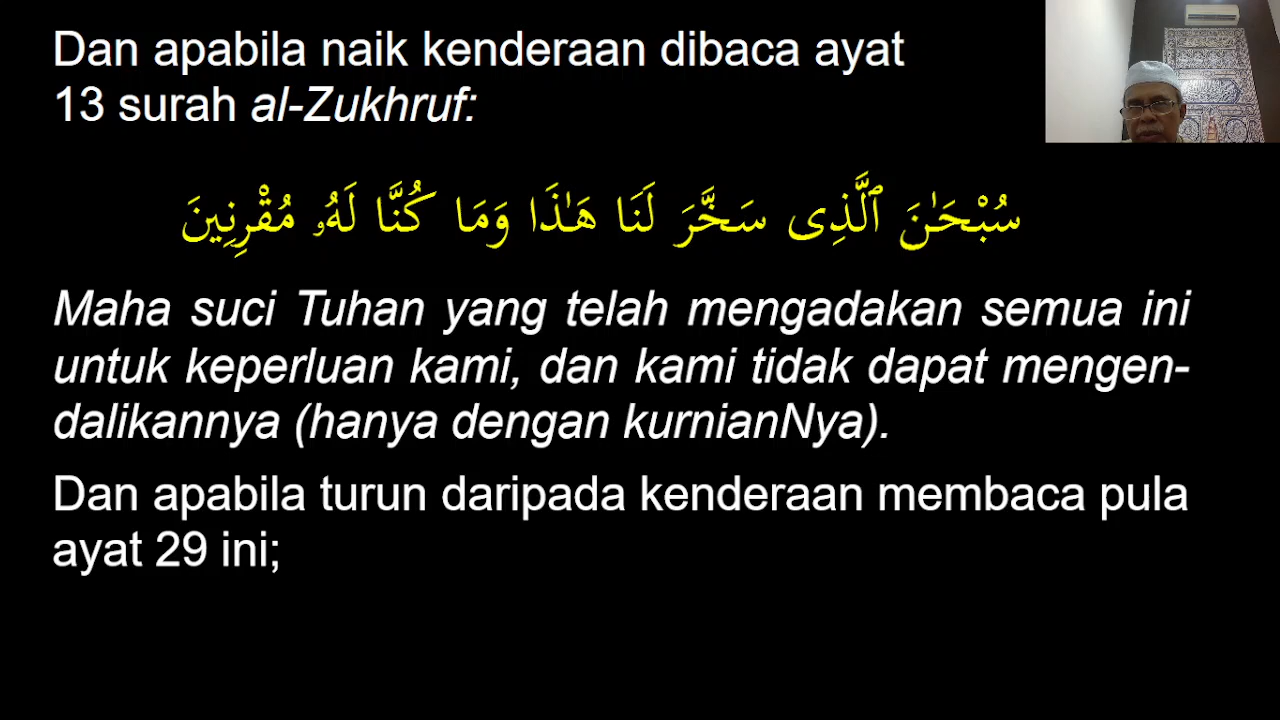 Dan apabila naik kenderaan dibaca ayat
13 surah al-Zukhruf:
سُبْحَـٰنَ ٱلَّذِى سَخَّرَ لَنَا هَـٰذَا وَمَا كُنَّا لَهُۥ مُقْرِنِينَ
Maha suci Tuhan yang telah mengadakan semua ini
untuk keperluan kami, dan kami tidak dapat mengen-
dalikannya (hanya dengan kurnianNya).
Dan apabila turun daripada kenderaan membaca pula
ayat 29 ini;